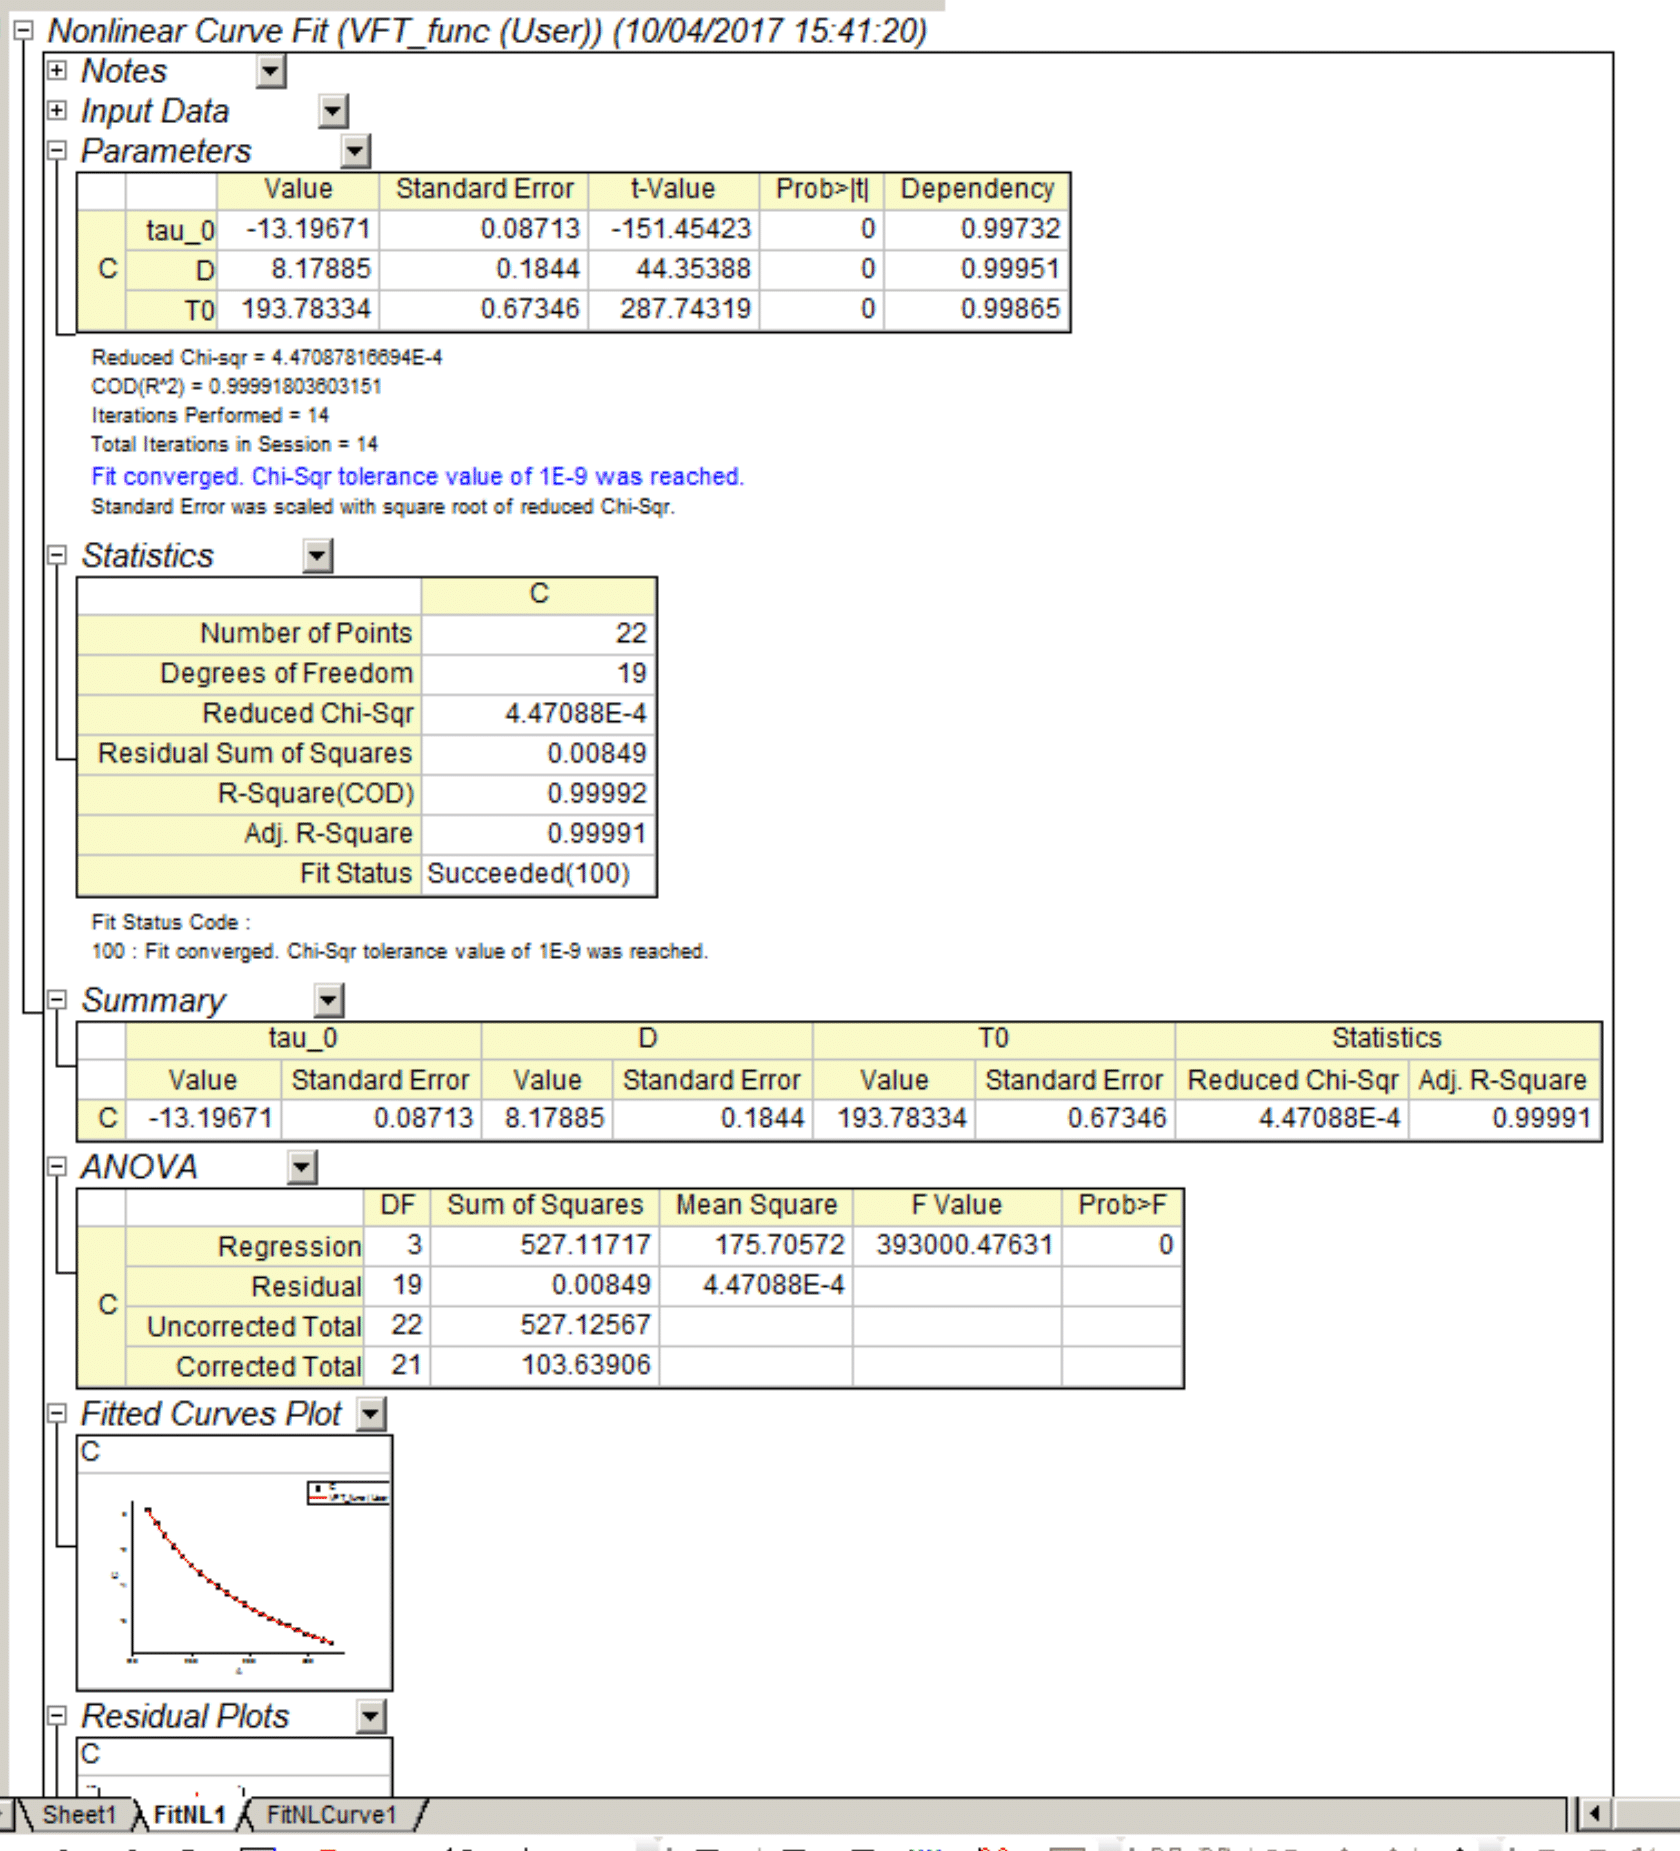 Nonlinear Curve Fit (VFT_func (User)) (10/04/2017 15:41:20)
Notes
Input Data
Parameters
Value Standard Error t-Value Prob>|t| Dependency
C
tau_0 -13.19671 0.08713 -151.45423 0 0.99732
D 8.17885 0.1844 44.35388 0 0.99951
T0 193.78334 0.67346 287.74319 0 0.99865
Reduced Chi-sqr = 4.47087816694E-4
COD(R^2) = 0.99991803603151
Iterations Performed = 14
Total Iterations in Session = 14
Fit converged. Chi-Sqr tolerance value of 1E-9 was reached.
Standard Error was scaled with square root of reduced Chi-Sqr.
Statistics
C
Number of Points 22
Degrees of Freedom 19
Reduced Chi-Sqr 4.47088E-4
Residual Sum of Squares 0.00849
R-Square(COD) 0.99992
Adj. R-Square 0.99991
Fit Status Succeeded(100)
Fit Status Code :
100 : Fit converged. Chi-Sqr tolerance value of 1E-9 was reached.
Summary
tau_0 D T0 Statistics
Value Standard Error Value Standard Error Value Standard Error Reduced Chi-Sqr Adj. R-Square
C -13.19671 0.08713 8.17885 0.1844 193.78334 0.67346 4.47088E-4 0.99991
ANOVA
DF Sum of Squares Mean Square F Value Prob>F
C
Regression 3 527.11717 175.70572 393000.47631 0
Residual 19 0.00849 4.47088E-4
Uncorrected Total 22 527.12567
Corrected Total 21 103.63906
Fitted Curves Plot
C
Residual Plots
C
Sheet1 FitNL1 FitNLCurve1